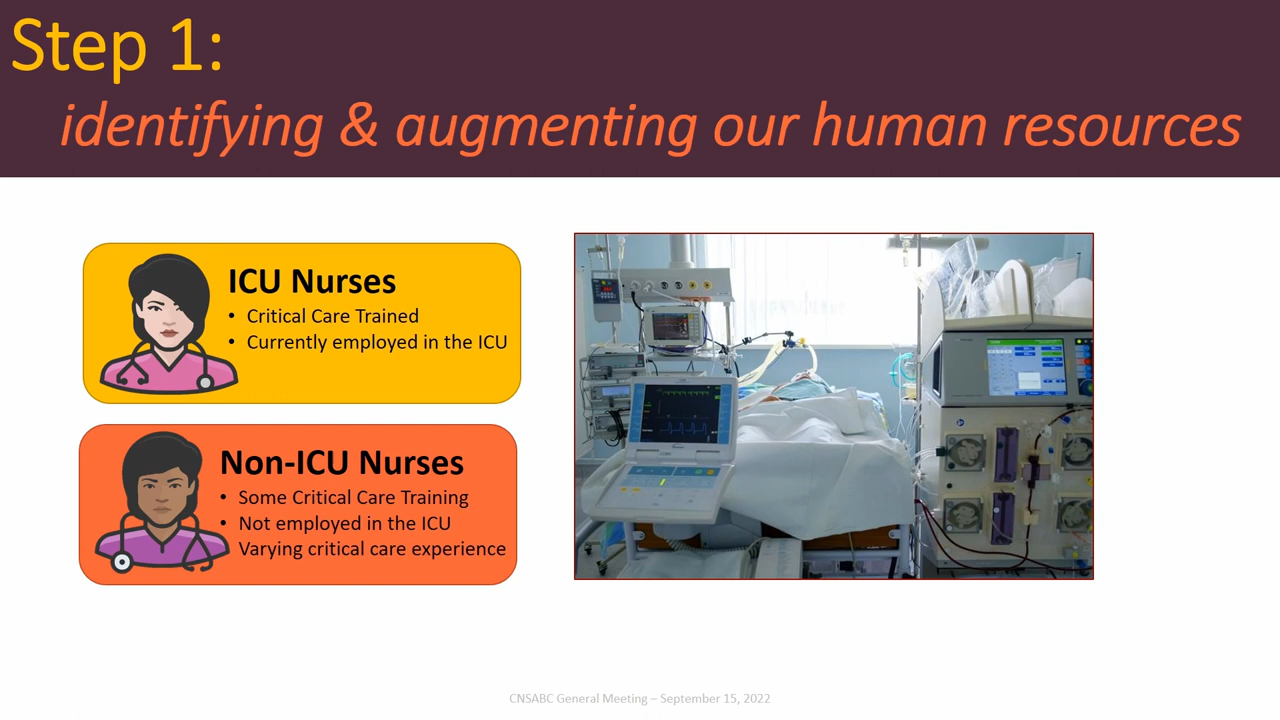 Step 1:
identifying & augmenting our human resources
ICU Nurses
• Critical Care Trained
• Currently employed in the ICU
Non-ICU Nurses
• Some Critical Care Training
• Not employed in the ICU
Varying critical care experience
CNSABC General Meeting – September 15, 2022